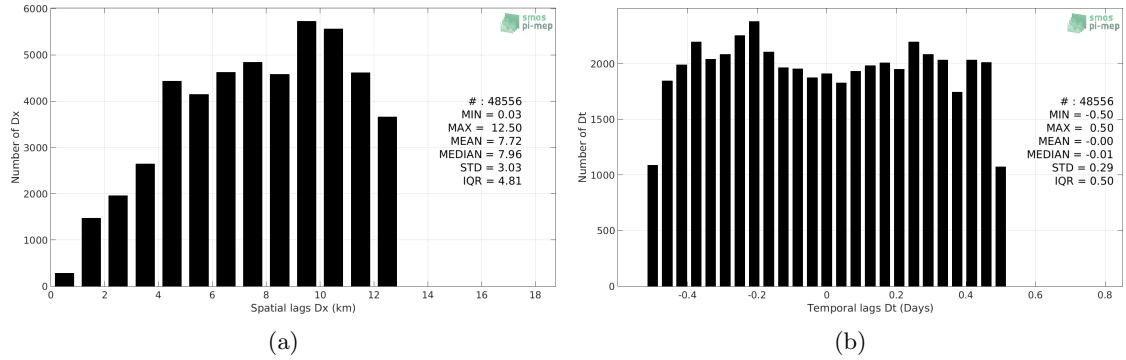 6000
5000
4000
3000
2000
1000
0
Number of Dx
smos
pi-mep
# : 48556
MIN = 0.03
MAX = 12.50
MEAN = 7.72
MEDIAN = 7.96
STD = 3.03
IQR = 4.81
0 2 4 6 8 10 12 14 16 18
Spatial lags Dx (km)
(a)
2000
1500
1000
500
0
Number of Dt
smos
pi-mep
# : 48556
MIN = -0.50
MAX = 0.50
MEAN = -0.00
MEDIAN = -0.01
STD = 0.29
IQR = 0.50
-0.4 -0.2 0 0.2 0.4 0.6 0.8
Temporal lags Dt (Days)
(b)